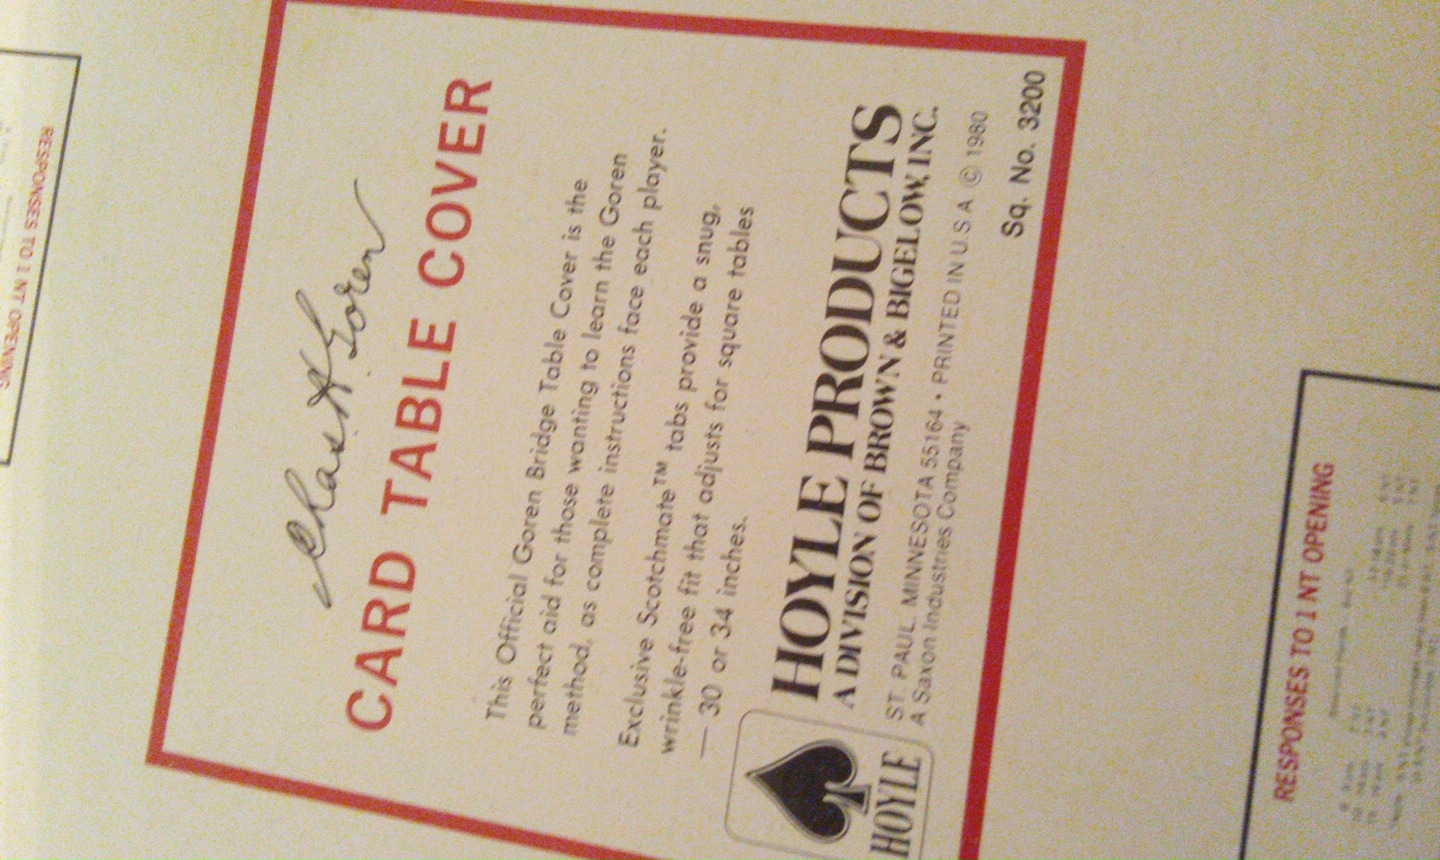 Chas. H. Goren
CARD TABLE COVER
This Official Goren Bridge Table Cover is the
perfect aid for those wanting to learn the Goren
method, as complete instructions face each player.
Exclusive Scotchmate™ tabs provide a snug,
wrinkle-free fit that adjusts for square tables
— 30 or 34 inches.
HOYLE
HOYLE PRODUCTS
A DIVISION OF BROWN & BIGELOW, INC.
ST. PAUL, MINNESOTA 55164 • PRINTED IN U.S.A. © 1980
A Saxon Industries Company
Sq. No. 3200
RESPONSES TO 1 NT OPENING
RESPONSES TO 1 NT OPENING